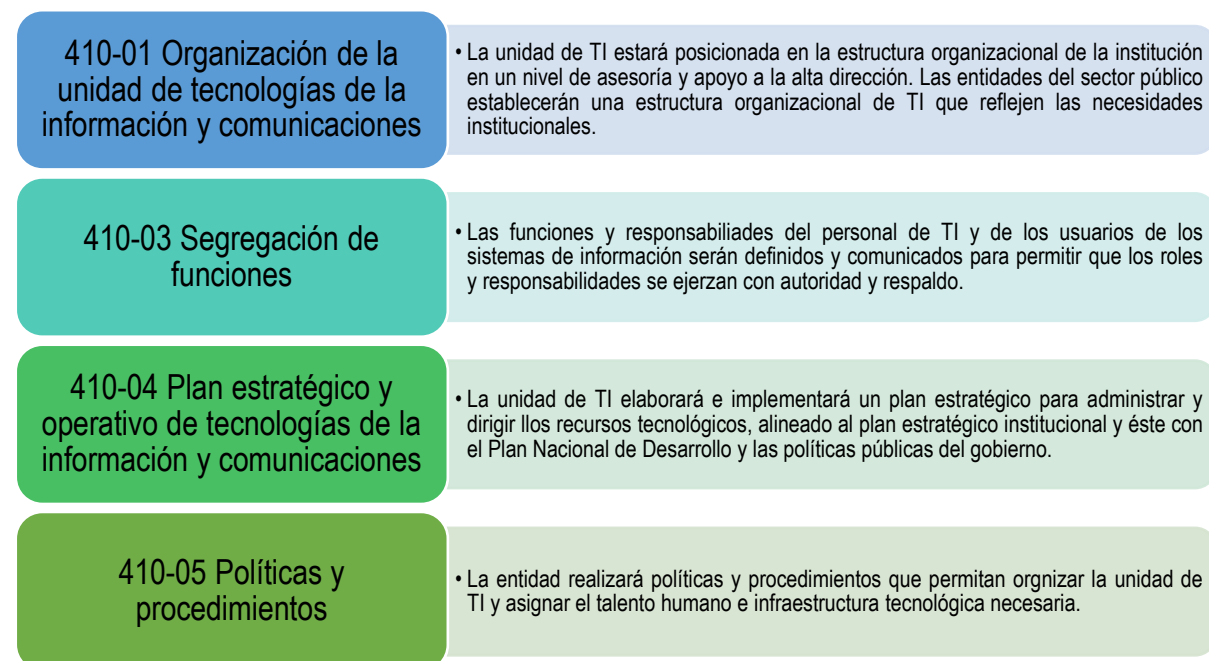 410-01 Organización de la
unidad de tecnologías de la
información y comunicaciones
• La unidad de TI estará posicionada en la estructura organizacional de la institución
en un nivel de asesoría y apoyo a la alta dirección. Las entidades del sector público
establecerán una estructura organizacional de TI que reflejen las necesidades
institucionales.
410-03 Segregación de
funciones
• Las funciones y responsabiliades del personal de TI y de los usuarios de los
sistemas de información serán definidos y comunicados para permitir que los roles
y responsabilidades se ejerzan con autoridad y respaldo.
410-04 Plan estratégico y
operativo de tecnologías de la
información y comunicaciones
• La unidad de TI elaborará e implementará un plan estratégico para administrar y
dirigir llos recursos tecnológicos, alineado al plan estratégico institucional y éste con
el Plan Nacional de Desarrollo y las políticas públicas del gobierno.
410-05 Políticas y
procedimientos
• La entidad realizará políticas y procedimientos que permitan orgnizar la unidad de
TI y asignar el talento humano e infraestructura tecnológica necesaria.